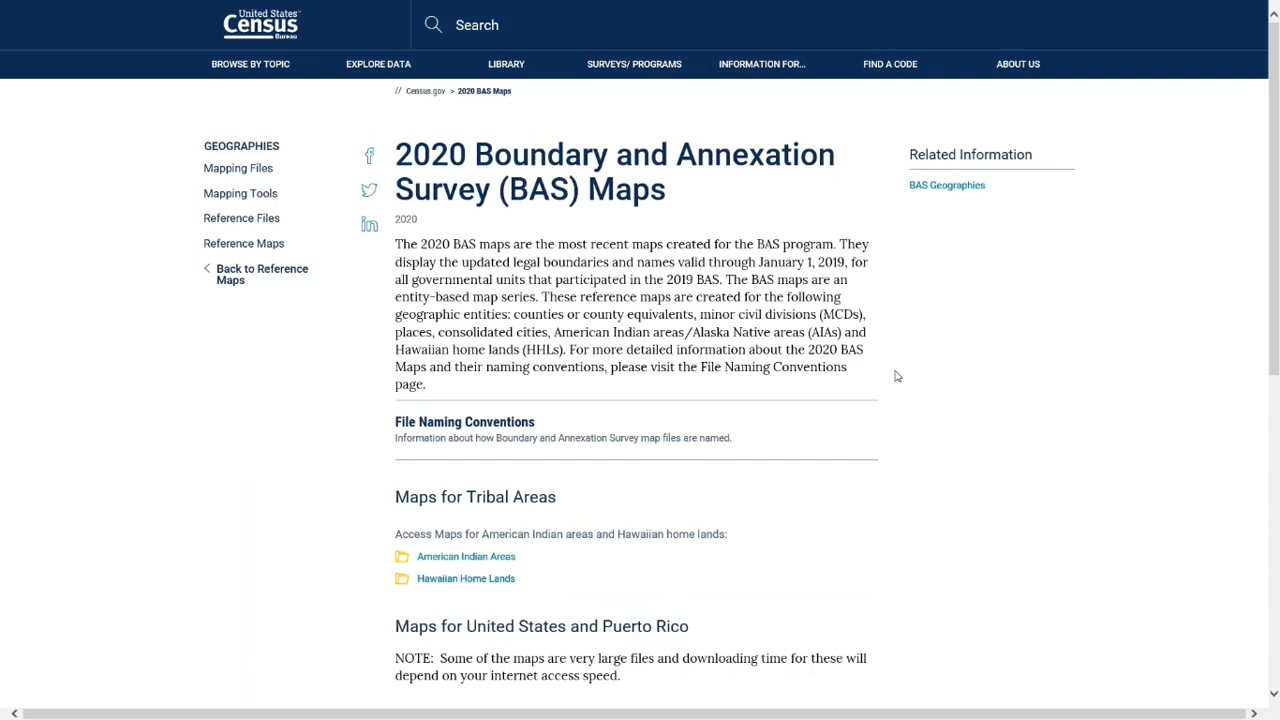 United States
Census
Bureau
Search
BROWSE BY TOPIC
EXPLORE DATA
LIBRARY
SURVEYS/ PROGRAMS
INFORMATION FOR...
FIND A CODE
ABOUT US
// Census.gov > 2020 BAS Maps
GEOGRAPHIES
Mapping Files
Mapping Tools
Reference Files
Reference Maps
Back to Reference
Maps
2020 Boundary and Annexation
Survey (BAS) Maps
2020
The 2020 BAS maps are the most recent maps created for the BAS program. They
display the updated legal boundaries and names valid through January 1, 2019, for
all governmental units that participated in the 2019 BAS. The BAS maps are an
entity-based map series. These reference maps are created for the following
geographic entities: counties or county equivalents, minor civil divisions (MCDs),
places, consolidated cities, American Indian areas/Alaska Native areas (AIAs) and
Hawaiian home lands (HHLs). For more detailed information about the 2020 BAS
Maps and their naming conventions, please visit the File Naming Conventions
page.
File Naming Conventions
Information about how Boundary and Annexation Survey map files are named.
Maps for Tribal Areas
Access Maps for American Indian areas and Hawaiian home lands:
American Indian Areas
Hawaiian Home Lands
Maps for United States and Puerto Rico
NOTE: Some of the maps are very large files and downloading time for these will
depend on your internet access speed.
Related Information
BAS Geographies